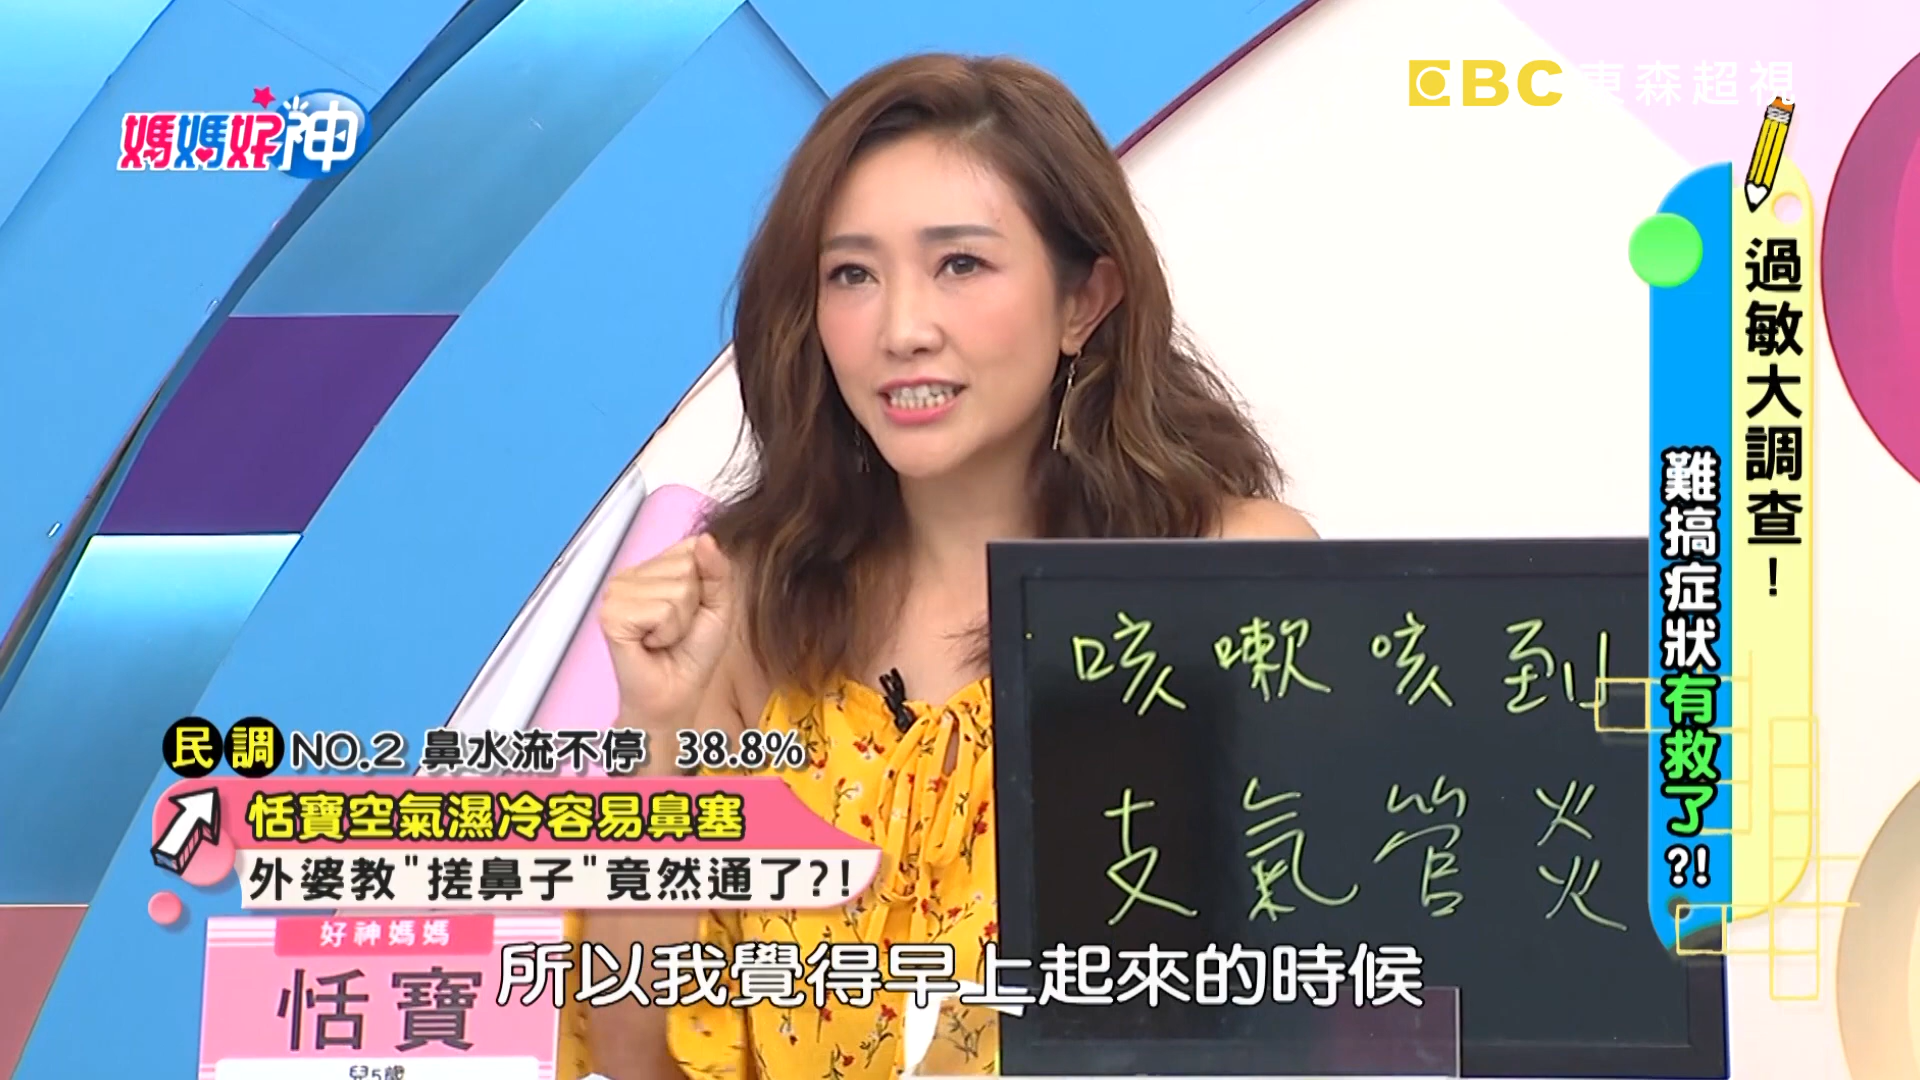 媽媽好神
EBC 東森超視
過敏大調查！
難搞症狀有救了?!
咳嗽咳到
支氣管炎
民調 NO.2 鼻水流不停 38.8%
恬寶空氣濕冷容易鼻塞
外婆教"搓鼻子"竟然通了?!
好神媽媽
恬寶
兒5歲
所以我覺得早上起來的時候